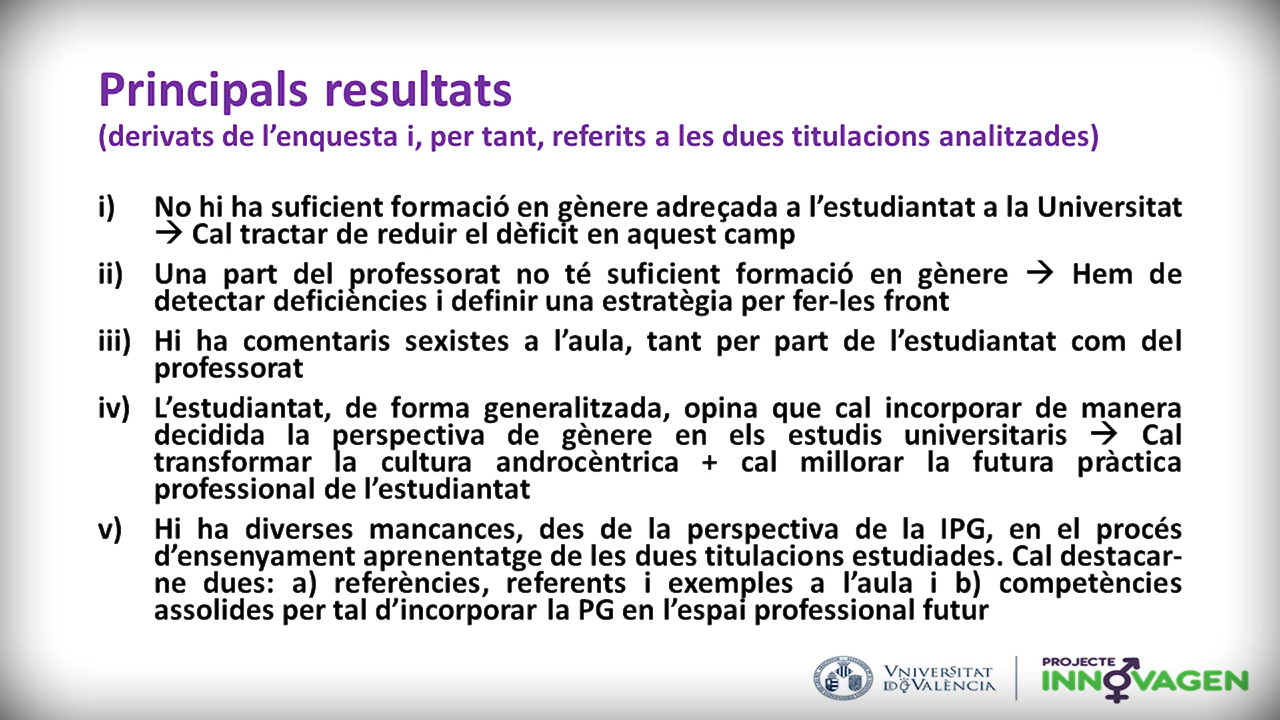 Principals resultats
(derivats de l'enquesta i, per tant, referits a les dues titulacions analitzades)
i) No hi ha suficient formació en gènere adreçada a l'estudiantat a la Universitat
→ Cal tractar de reduir el dèficit en aquest camp
ii) Una part del professorat no té suficient formació en gènere → Hem de
detectar deficiències i definir una estratègia per fer-les front
iii) Hi ha comentaris sexistes a l'aula, tant per part de l'estudiantat com del
professorat
iv) L'estudiantat, de forma generalitzada, opina que cal incorporar de manera
decidida la perspectiva de gènere en els estudis universitaris → Cal
transformar la cultura androcèntrica + cal millorar la futura pràctica
professional de l'estudiantat
v) Hi ha diverses mancances, des de la perspectiva de la IPG, en el procés
d'ensenyament aprenentatge de les dues titulacions estudiades. Cal destacar-
ne dues: a) referències, referents i exemples a l'aula i b) competències
assolides per tal d'incorporar la PG en l'espai professional futur
VNIVERSITAT
DE VALÈNCIA
PROJECTE
INNOVAGEN